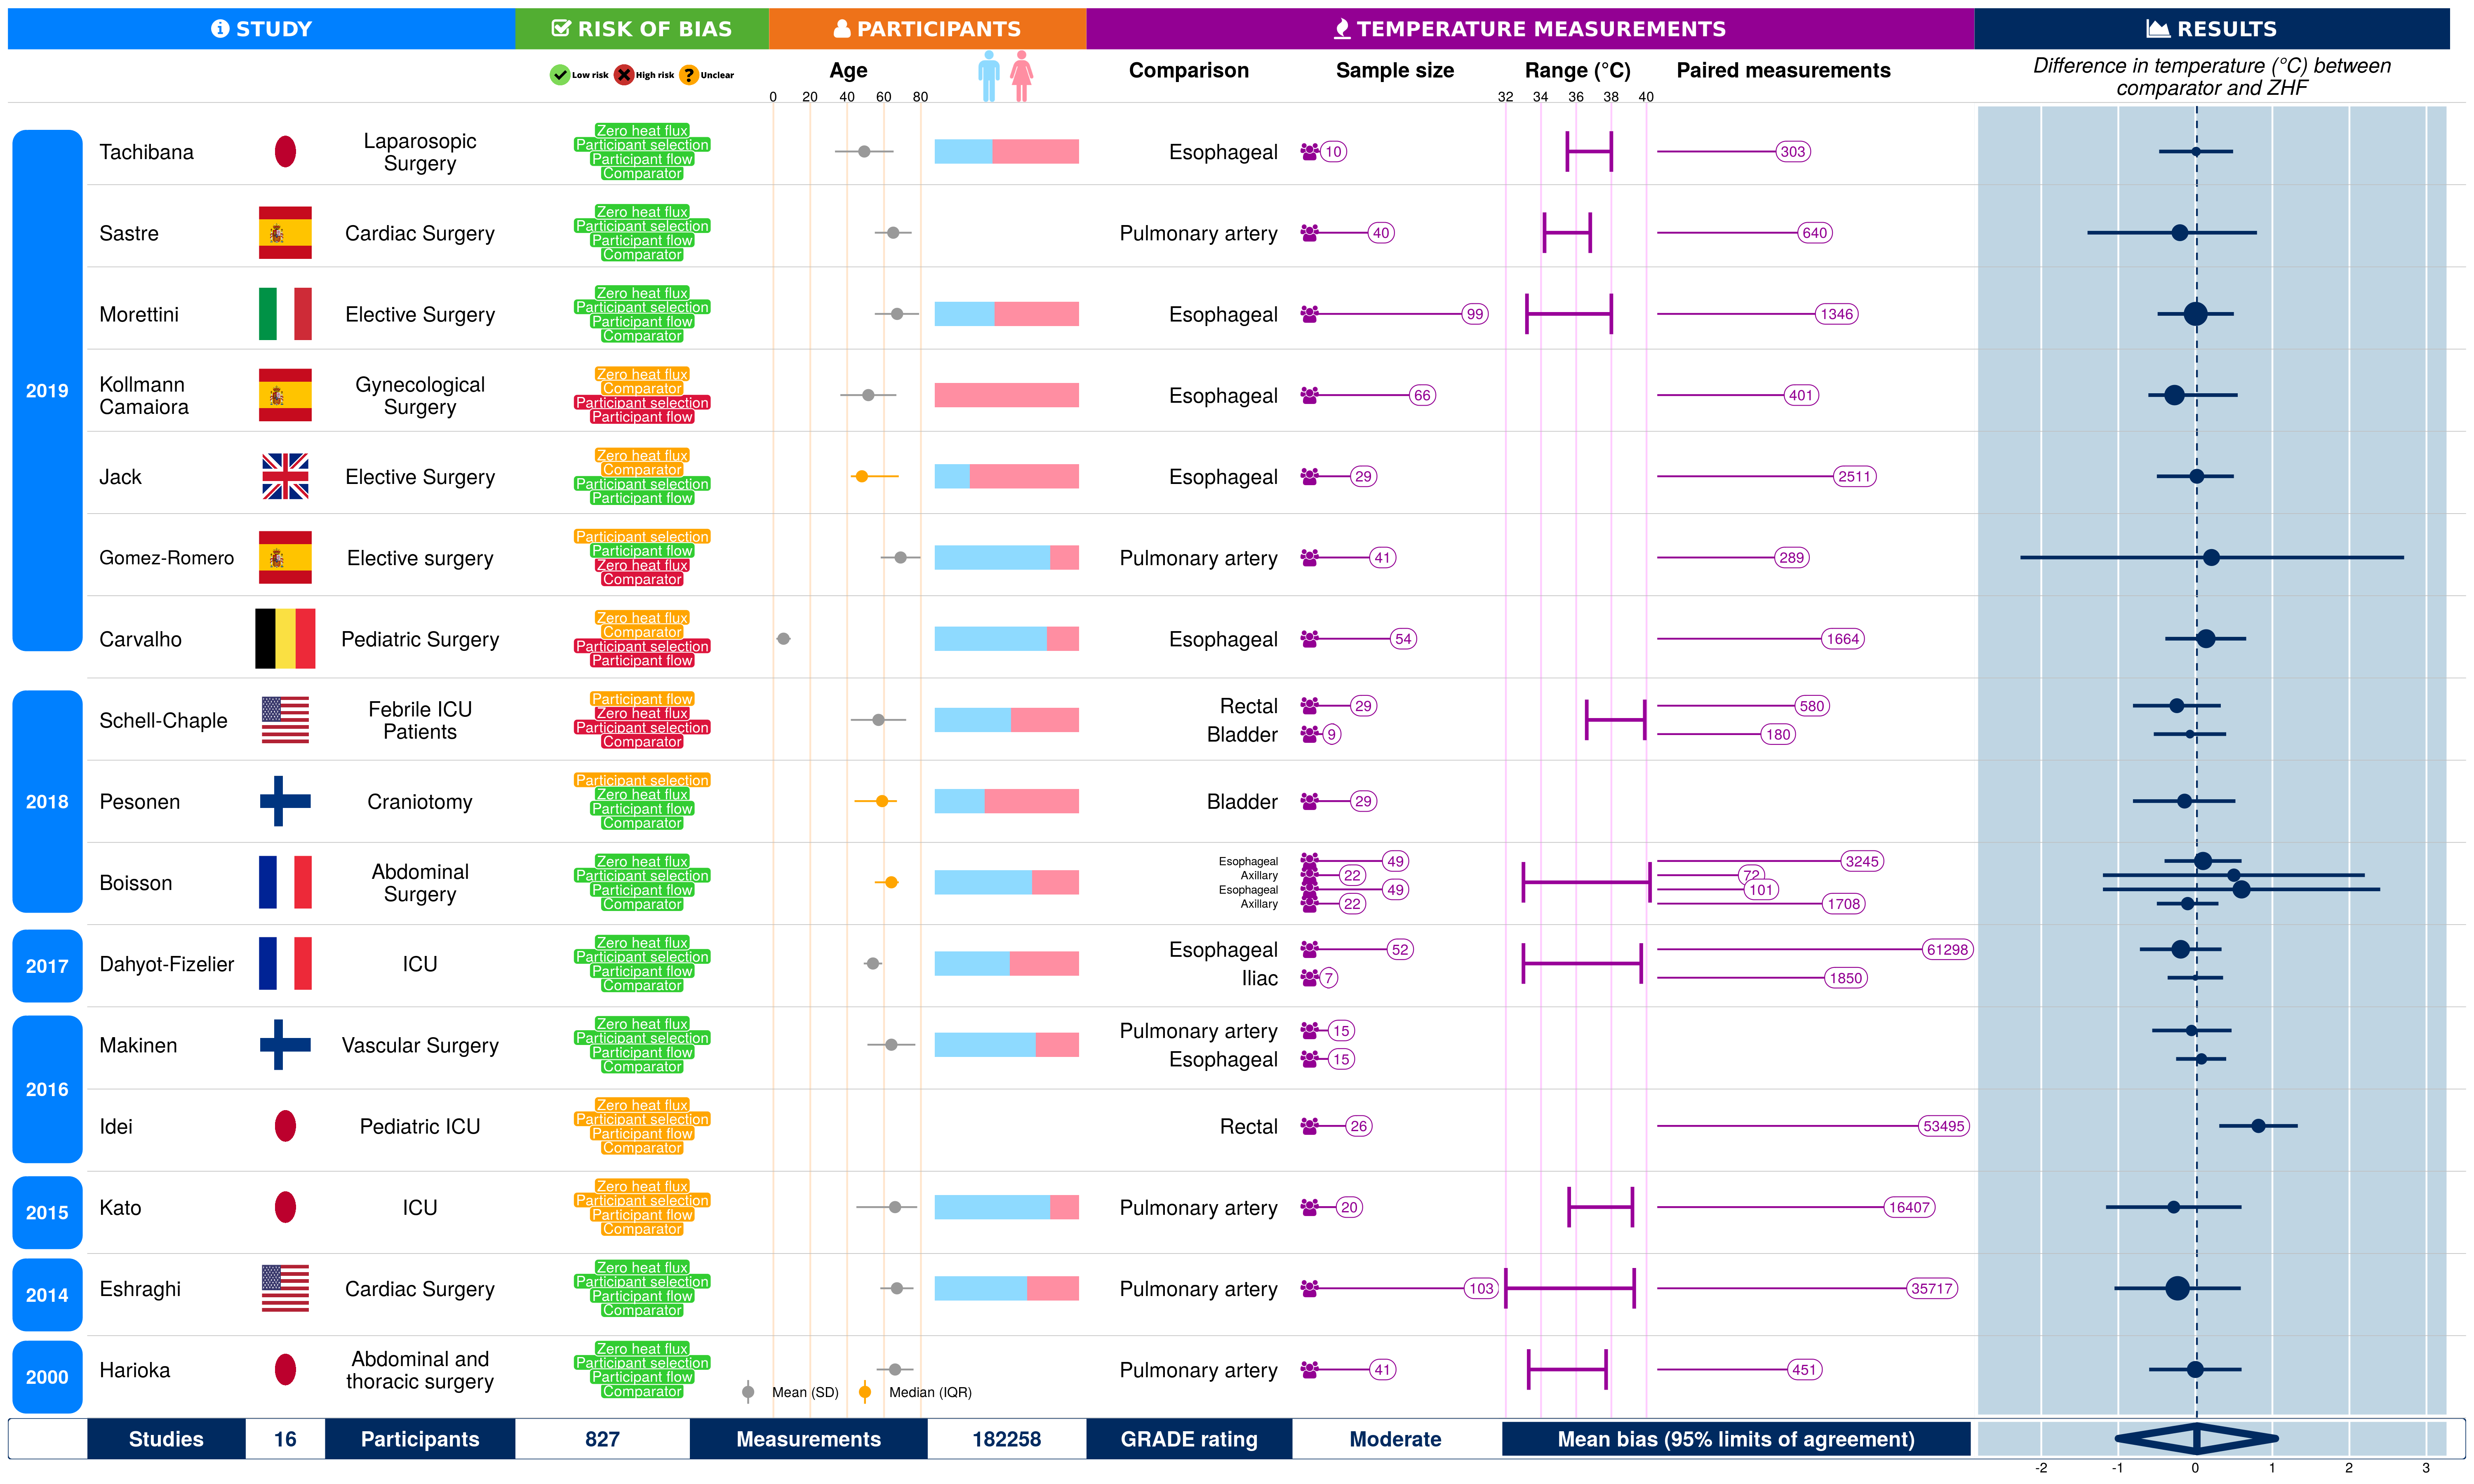 STUDY
RISK OF BIAS
PARTICIPANTS
TEMPERATURE MEASUREMENTS
RESULTS
Low risk High risk Unclear
Age
Comparison
Sample size
Range (°C)
Paired measurements
Difference in temperature (°C) between
comparator and ZHF
0 20 40 60 80
32 34 36 38 40
2019
Tachibana
Laparosopic
Surgery
Zero heat flux
Participant selection
Participant flow
Comparator
Esophageal
10
303
Sastre
Cardiac Surgery
Zero heat flux
Participant selection
Participant flow
Comparator
Pulmonary artery
40
640
Morettini
Elective Surgery
Zero heat flux
Participant selection
Participant flow
Comparator
Esophageal
99
1346
Kollmann
Camaiora
Gynecological
Surgery
Zero heat flux
Comparator
Participant selection
Participant flow
Esophageal
66
401
Jack
Elective Surgery
Zero heat flux
Comparator
Participant selection
Participant flow
Esophageal
29
2511
Gomez-Romero
Elective surgery
Participant selection
Participant flow
Zero heat flux
Comparator
Pulmonary artery
41
289
Carvalho
Pediatric Surgery
Zero heat flux
Comparator
Participant selection
Participant flow
Esophageal
54
1664
2018
Schell-Chaple
Febrile ICU
Patients
Participant flow
Zero heat flux
Participant selection
Comparator
Rectal
29
580
Bladder
9
180
Pesonen
Craniotomy
Participant selection
Zero heat flux
Participant flow
Comparator
Bladder
29
Boisson
Abdominal
Surgery
Zero heat flux
Participant selection
Participant flow
Comparator
Esophageal
49
3245
Axillary
22
72
Esophageal
49
101
Axillary
22
1708
2017
Dahyot-Fizelier
ICU
Zero heat flux
Participant selection
Participant flow
Comparator
Esophageal
52
61298
Iliac
7
1850
2016
Makinen
Vascular Surgery
Zero heat flux
Participant selection
Participant flow
Comparator
Pulmonary artery
15
Esophageal
15
Idei
Pediatric ICU
Zero heat flux
Participant selection
Participant flow
Comparator
Rectal
26
53495
2015
Kato
ICU
Zero heat flux
Participant selection
Participant flow
Comparator
Pulmonary artery
20
16407
2014
Eshraghi
Cardiac Surgery
Zero heat flux
Participant selection
Participant flow
Comparator
Pulmonary artery
103
35717
2000
Harioka
Abdominal and
thoracic surgery
Zero heat flux
Participant selection
Participant flow
Comparator
Pulmonary artery
41
451
Mean (SD) Median (IQR)
Studies 16 Participants 827 Measurements 182258 GRADE rating Moderate Mean bias (95% limits of agreement)
-2 -1 0 1 2 3